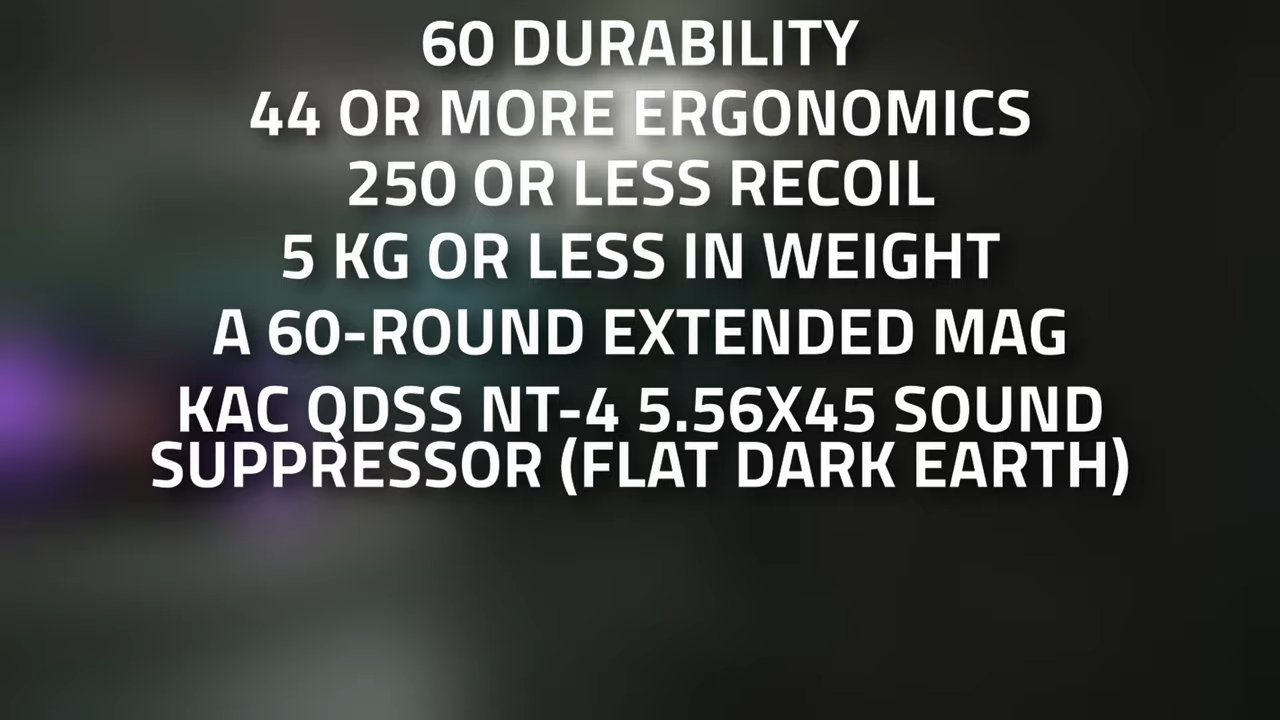 60 DURABILITY
44 OR MORE ERGONOMICS
250 OR LESS RECOIL
5 KG OR LESS IN WEIGHT
A 60-ROUND EXTENDED MAG
KAC QDSS NT-4 5.56X45 SOUND
SUPPRESSOR (FLAT DARK EARTH)